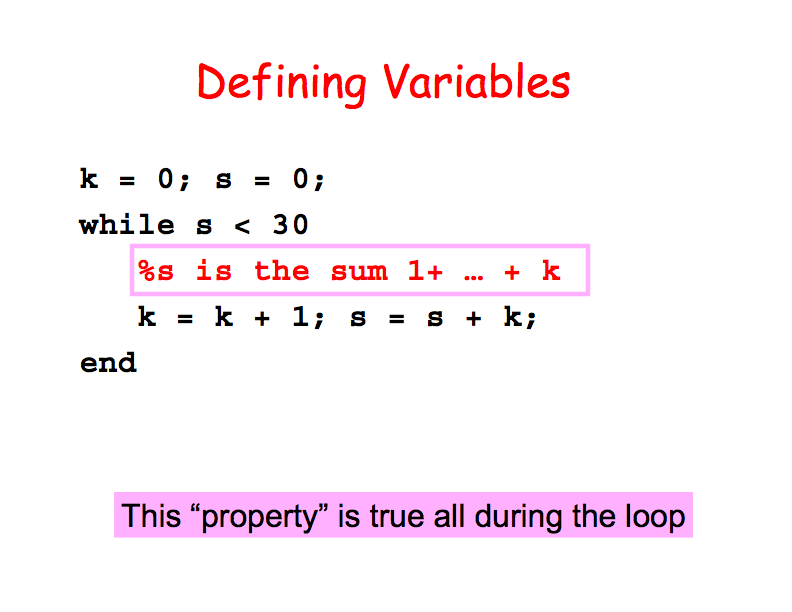 Defining Variables
k = 0; s = 0;
while s < 30
%s is the sum 1+ … + k
k = k + 1; s = s + k;
end
This “property” is true all during the loop